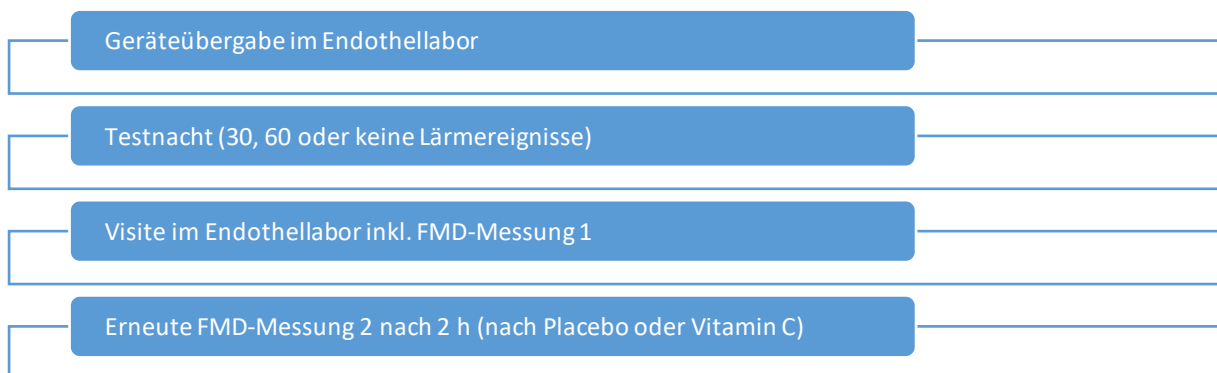 Geräteübergabe im Endothellabor
Testnacht (30, 60 oder keine Lärmereignisse)
Visite im Endothellabor inkl. FMD-Messung 1
Erneute FMD-Messung 2 nach 2 h (nach Placebo oder Vitamin C)